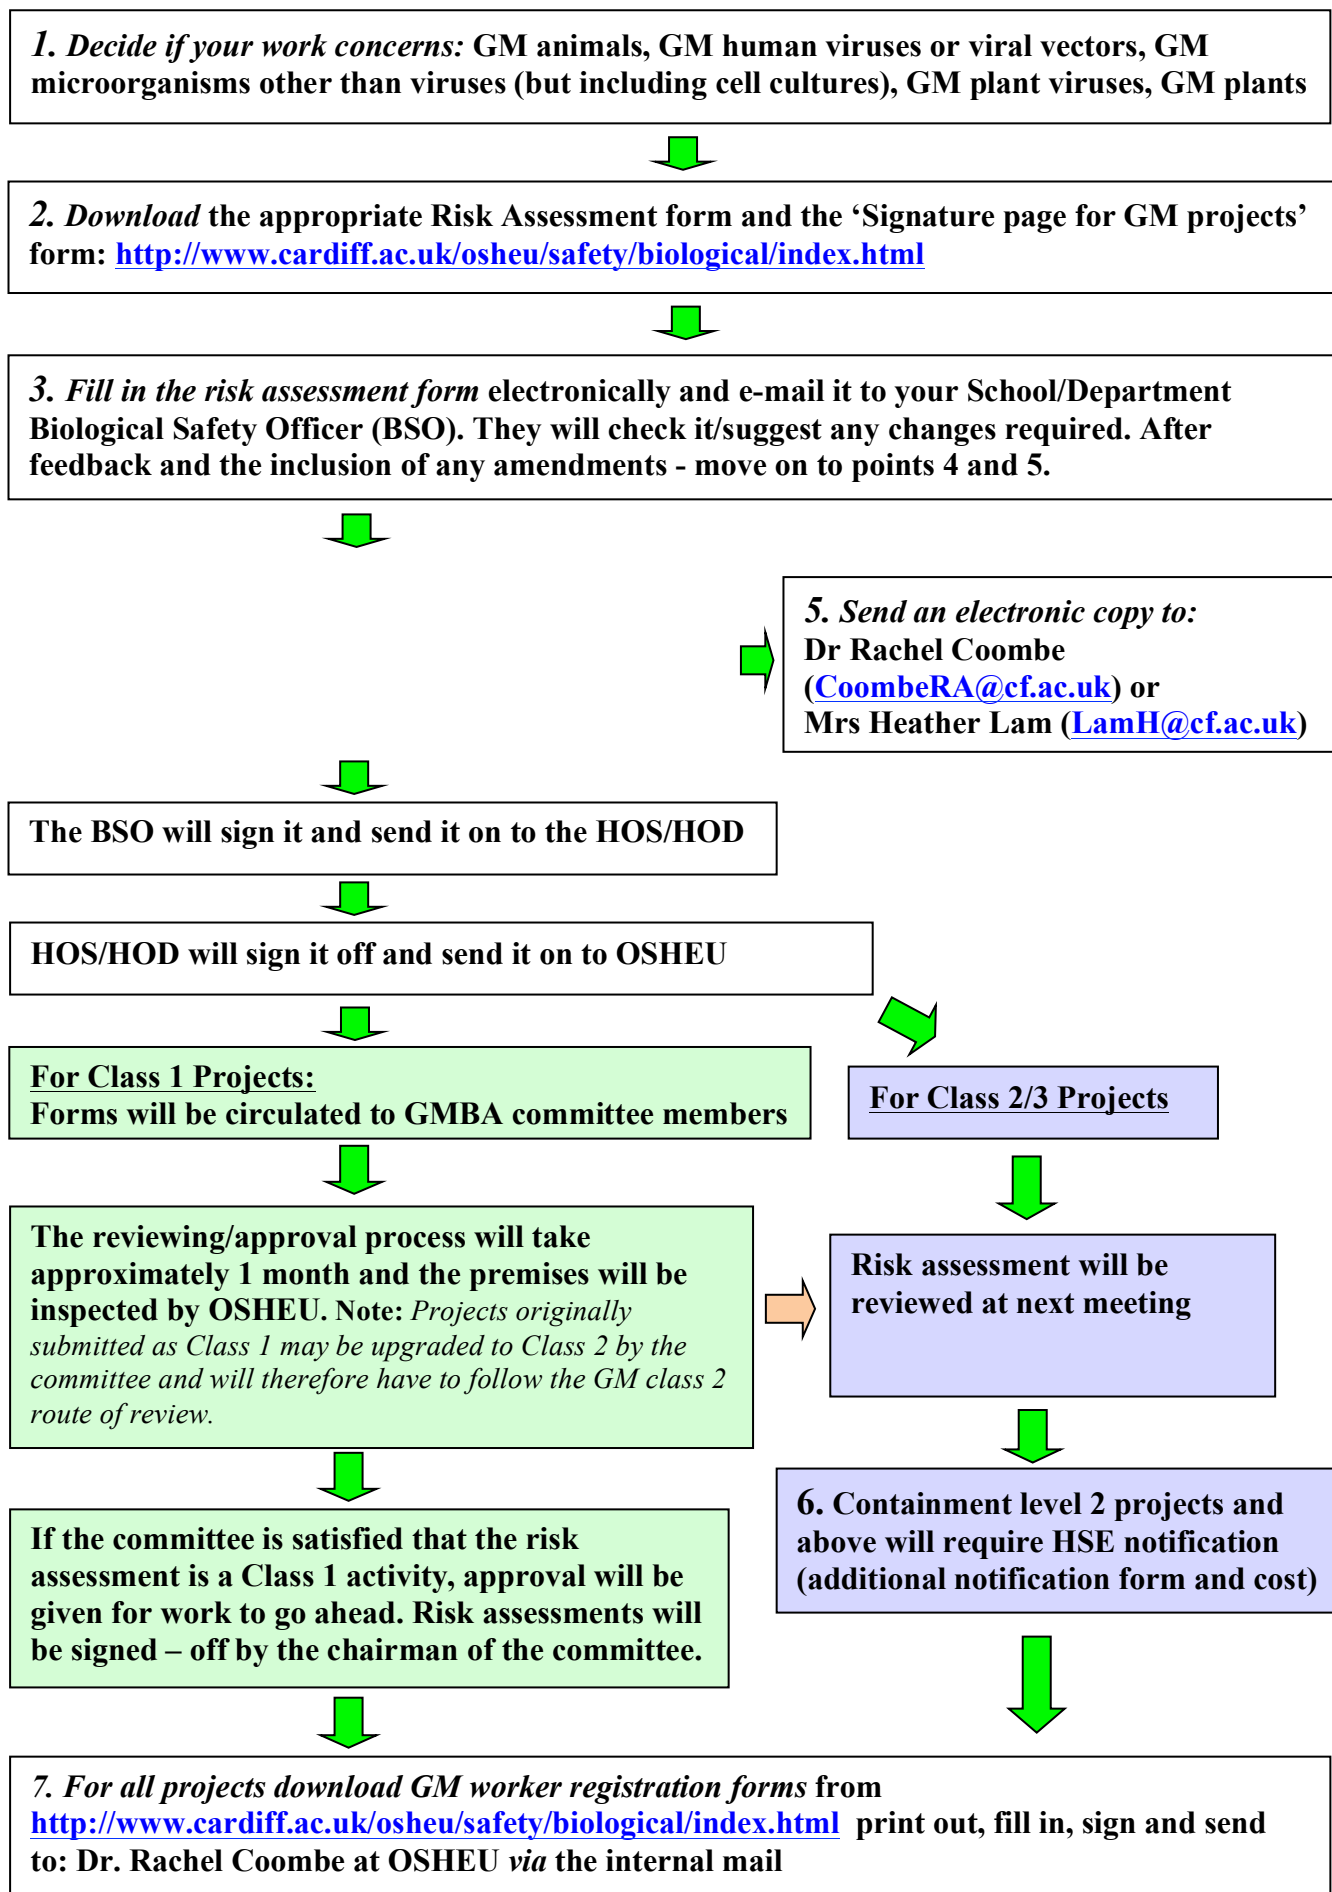 1. Decide if your work concerns: GM animals, GM human viruses or viral vectors, GM
microorganisms other than viruses (but including cell cultures), GM plant viruses, GM plants
2. Download the appropriate Risk Assessment form and the ‘Signature page for GM projects’
form: http://www.cardiff.ac.uk/osheu/safety/biological/index.html
3. Fill in the risk assessment form electronically and e-mail it to your School/Department
Biological Safety Officer (BSO). They will check it/suggest any changes required. After
feedback and the inclusion of any amendments - move on to points 4 and 5.
5. Send an electronic copy to:
Dr Rachel Coombe
(CoombeRA@cf.ac.uk) or
Mrs Heather Lam (LamH@cf.ac.uk)
The BSO will sign it and send it on to the HOS/HOD
HOS/HOD will sign it off and send it on to OSHEU
For Class 1 Projects:
Forms will be circulated to GMBA committee members
For Class 2/3 Projects
The reviewing/approval process will take
approximately 1 month and the premises will be
inspected by OSHEU. Note: Projects originally
submitted as Class 1 may be upgraded to Class 2 by the
committee and will therefore have to follow the GM class 2
route of review.
Risk assessment will be
reviewed at next meeting
If the committee is satisfied that the risk
assessment is a Class 1 activity, approval will be
given for work to go ahead. Risk assessments will
be signed – off by the chairman of the committee.
6. Containment level 2 projects and
above will require HSE notification
(additional notification form and cost)
7. For all projects download GM worker registration forms from
http://www.cardiff.ac.uk/osheu/safety/biological/index.html print out, fill in, sign and send
to: Dr. Rachel Coombe at OSHEU via the internal mail